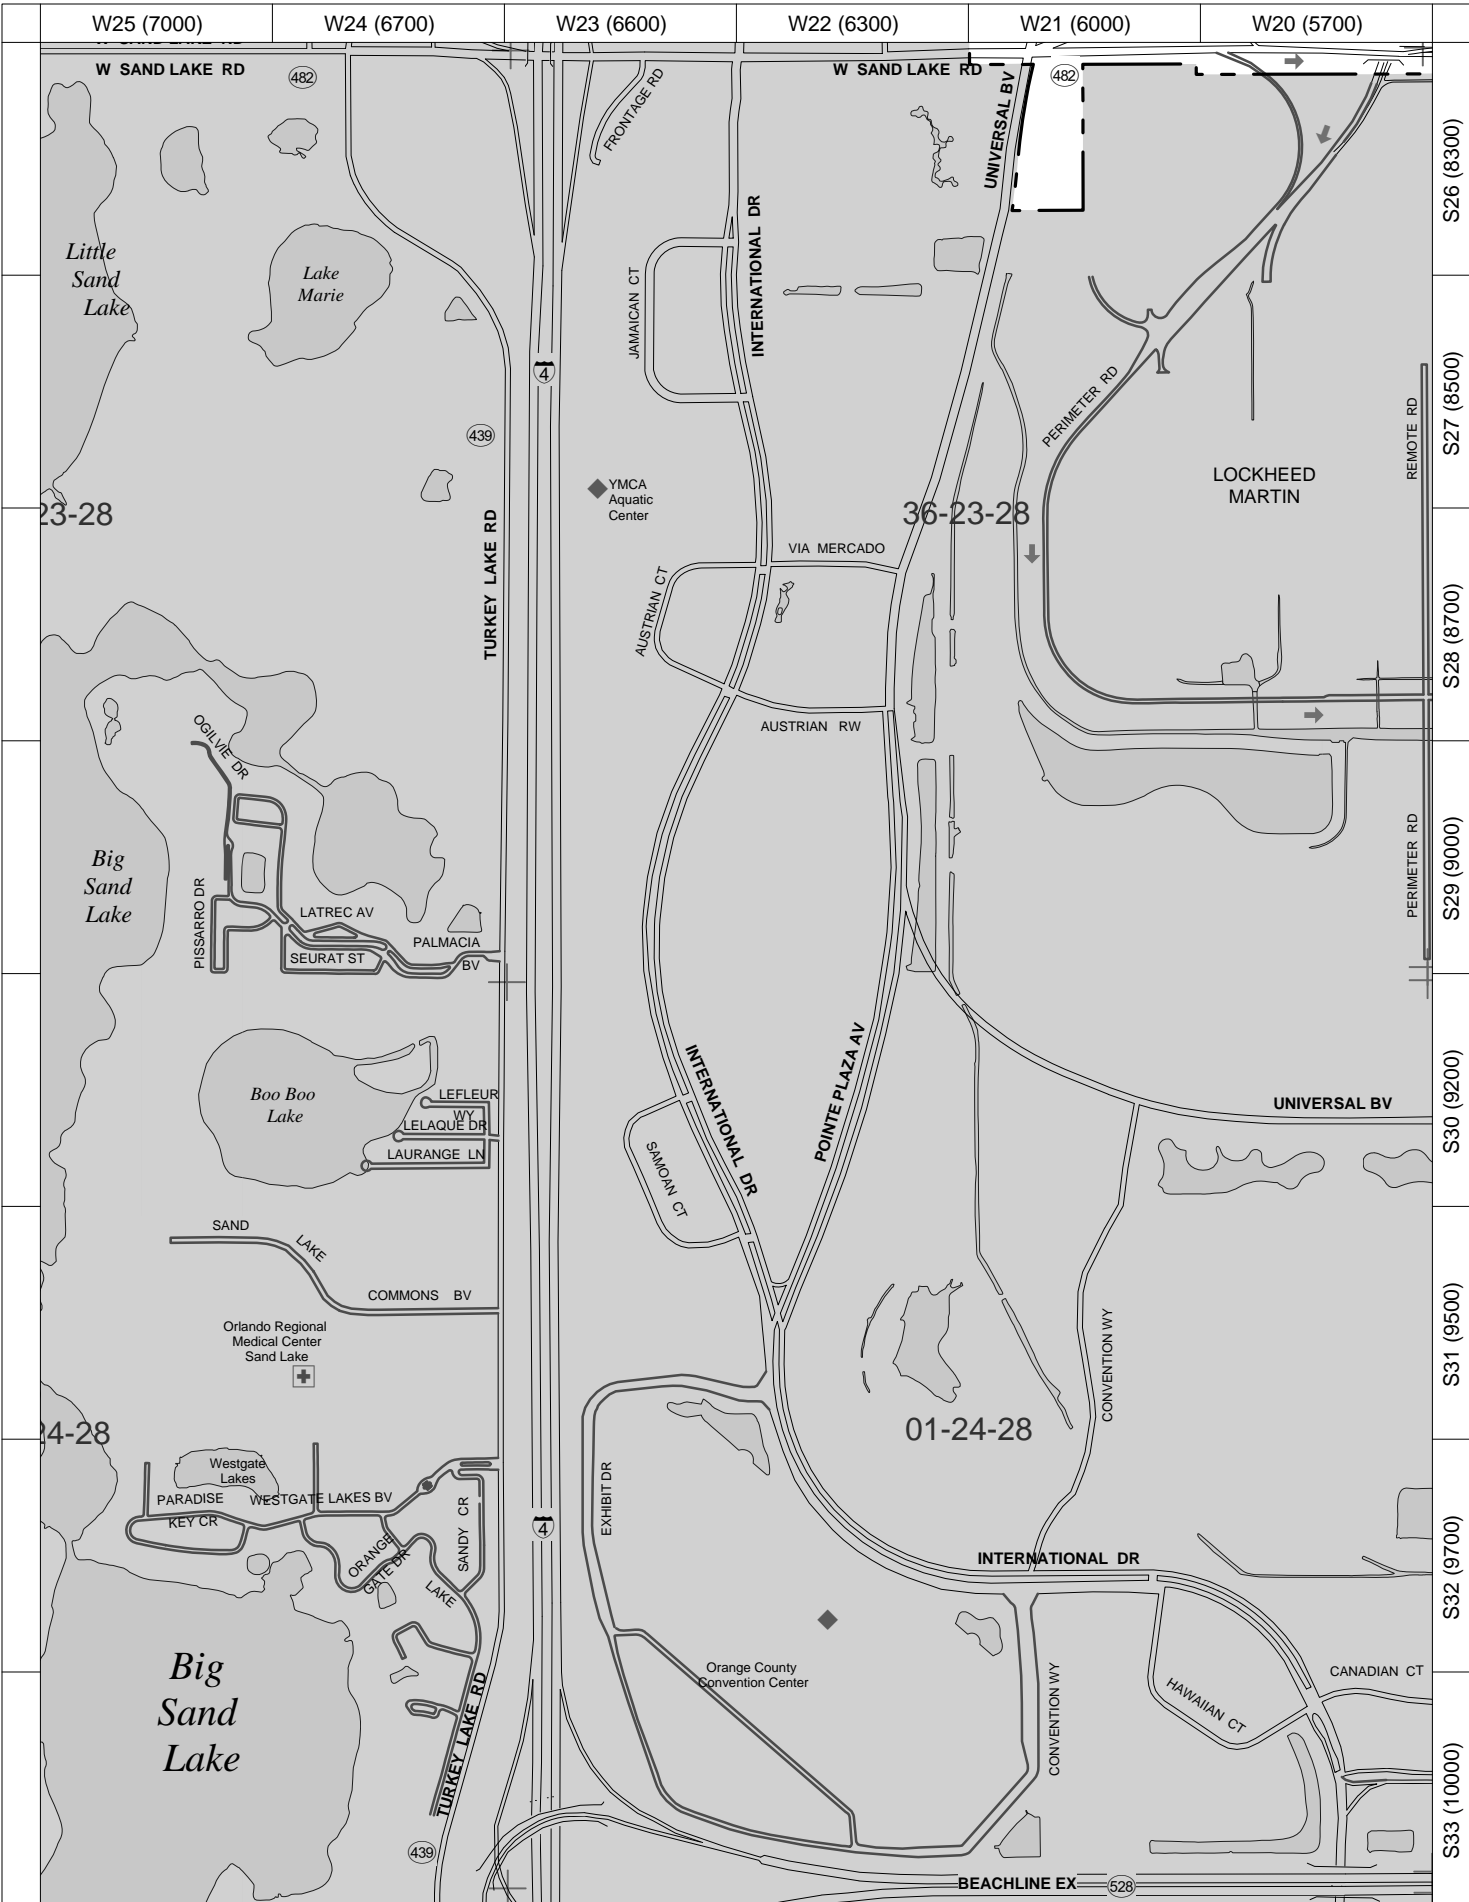 W25 (7000)
W24 (6700)
W23 (6600)
W22 (6300)
W21 (6000)
W20 (5700)
W SAND LAKE RD
W SAND LAKE RD
482
FRONTAGE RD
W SAND LAKE RD
UNIVERSAL BV
482
S26 (8300)
Little
Sand
Lake
Lake
Marie
JAMAICAN CT
INTERNATIONAL DR
4
439
PERIMETER RD
REMOTE RD
S27 (8500)
LOCKHEED
MARTIN
YMCA
Aquatic
Center
23-28
36-23-28
TURKEY LAKE RD
VIA MERCADO
AUSTRIAN CT
AUSTRIAN RW
S28 (8700)
OGILVIE DR
Big
Sand
Lake
PISSARRO DR
LATREC AV
SEURAT ST
PALMACIA
BV
PERIMETER RD
S29 (9000)
Boo Boo
Lake
LEFLEUR
WY
LELAQUE DR
LAURANGE LN
INTERNATIONAL DR
POINTE PLAZA AV
SAMOAN CT
UNIVERSAL BV
S30 (9200)
SAND
LAKE
COMMONS BV
Orlando Regional
Medical Center
Sand Lake
CONVENTION WY
S31 (9500)
4-28
01-24-28
Westgate
Lakes
PARADISE
KEY CR
WESTGATE LAKES BV
ORANGE
GATE DR
SANDY CR
LAKE
EXHIBIT DR
4
INTERNATIONAL DR
S32 (9700)
Big
Sand
Lake
TURKEY LAKE RD
Orange County
Convention Center
CONVENTION WY
HAWAIIAN CT
CANADIAN CT
S33 (10000)
439
BEACHLINE EX
528